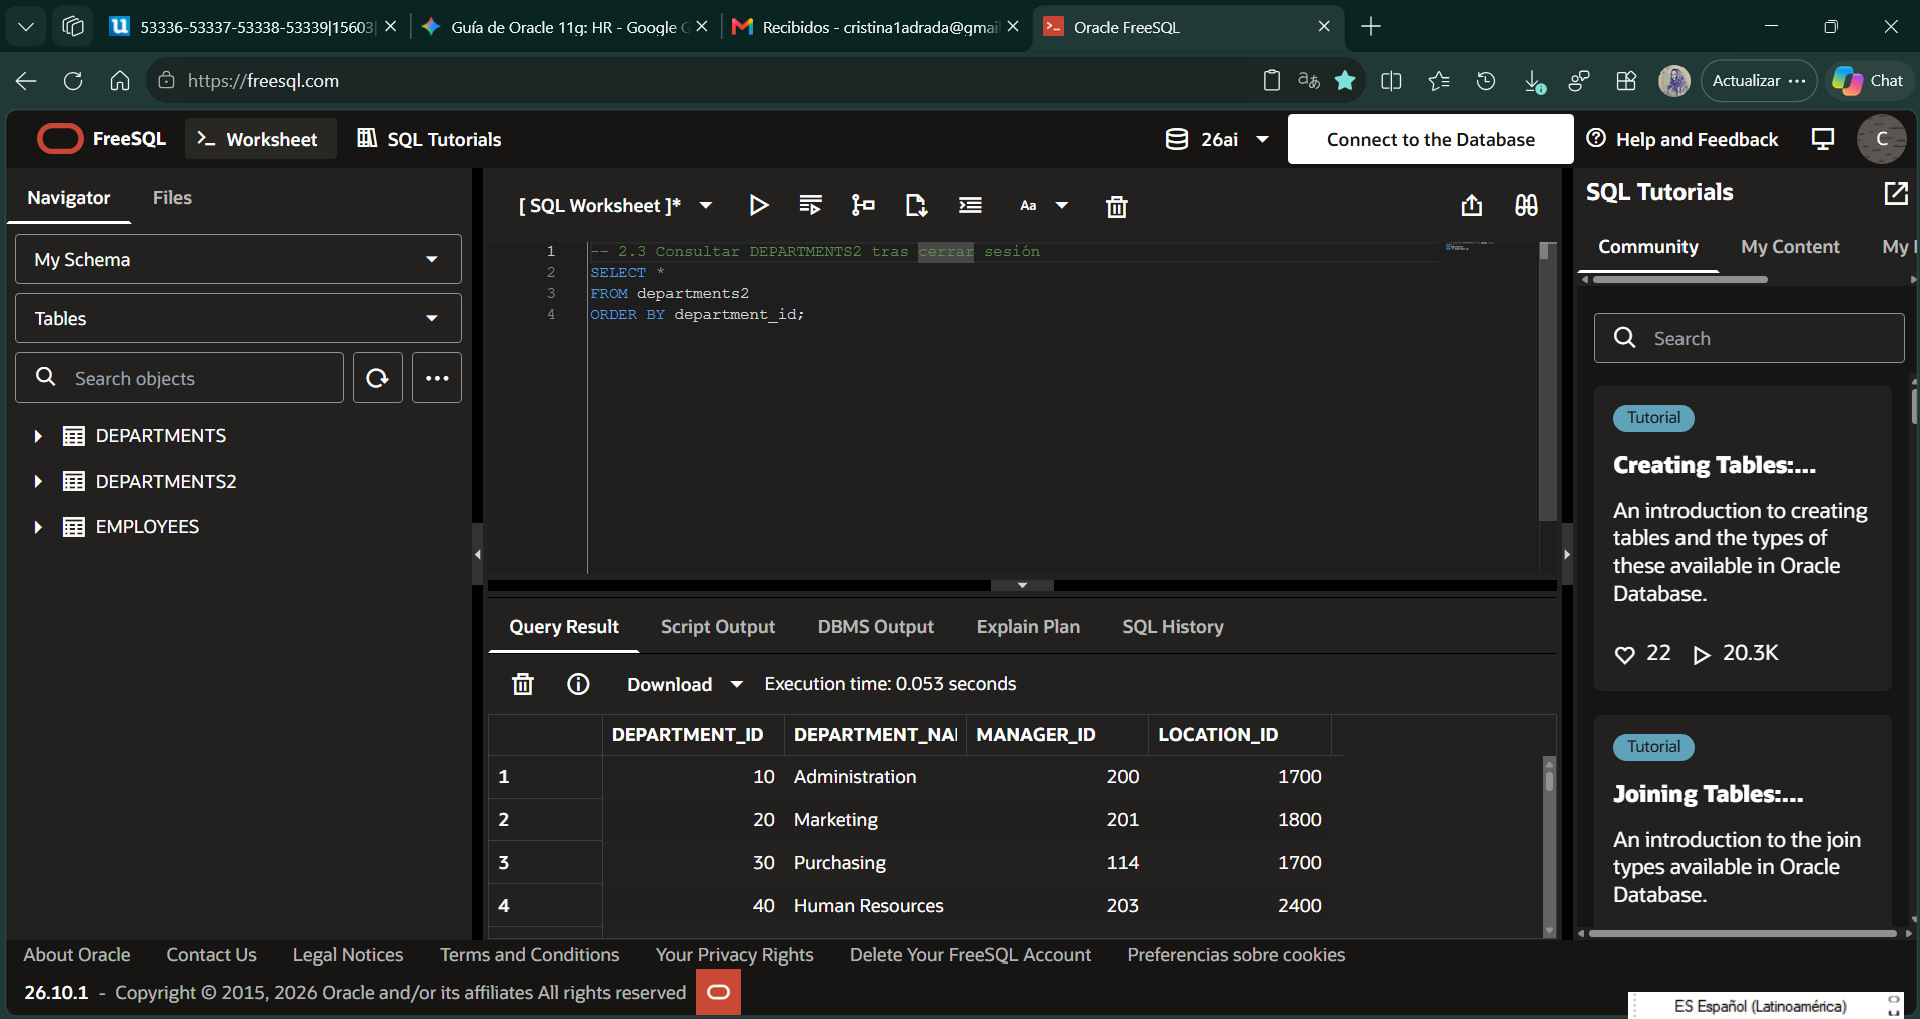 53336-53337-53338-53339|15603|
Guía de Oracle 11g: HR - Google G
Recibidos - cristina1adrada@gmai
Oracle FreeSQL
https://freesql.com
Actualizar
Chat
FreeSQL
Worksheet
SQL Tutorials
26ai
Connect to the Database
Help and Feedback
C
Navigator
Files
My Schema
Tables
Search objects
DEPARTMENTS
DEPARTMENTS2
EMPLOYEES
[ SQL Worksheet ]*
Aa
1 -- 2.3 Consultar DEPARTMENTS2 tras cerrar sesión
2 SELECT *
3 FROM departments2
4 ORDER BY department_id;
Query Result
Script Output
DBMS Output
Explain Plan
SQL History
Download
Execution time: 0.053 seconds
DEPARTMENT_ID DEPARTMENT_NAI MANAGER_ID LOCATION_ID
1 10 Administration 200 1700
2 20 Marketing 201 1800
3 30 Purchasing 114 1700
4 40 Human Resources 203 2400
SQL Tutorials
Community
My Content
My
Search
Tutorial
Creating Tables:...
An introduction to creating
tables and the types of
these available in Oracle
Database.
22 20.3K
Tutorial
Joining Tables:...
An introduction to the join
types available in Oracle
Database.
About Oracle
Contact Us
Legal Notices
Terms and Conditions
Your Privacy Rights
Delete Your FreeSQL Account
Preferencias sobre cookies
26.10.1 - Copyright © 2015, 2026 Oracle and/or its affiliates All rights reserved
ES Español (Latinoamérica)